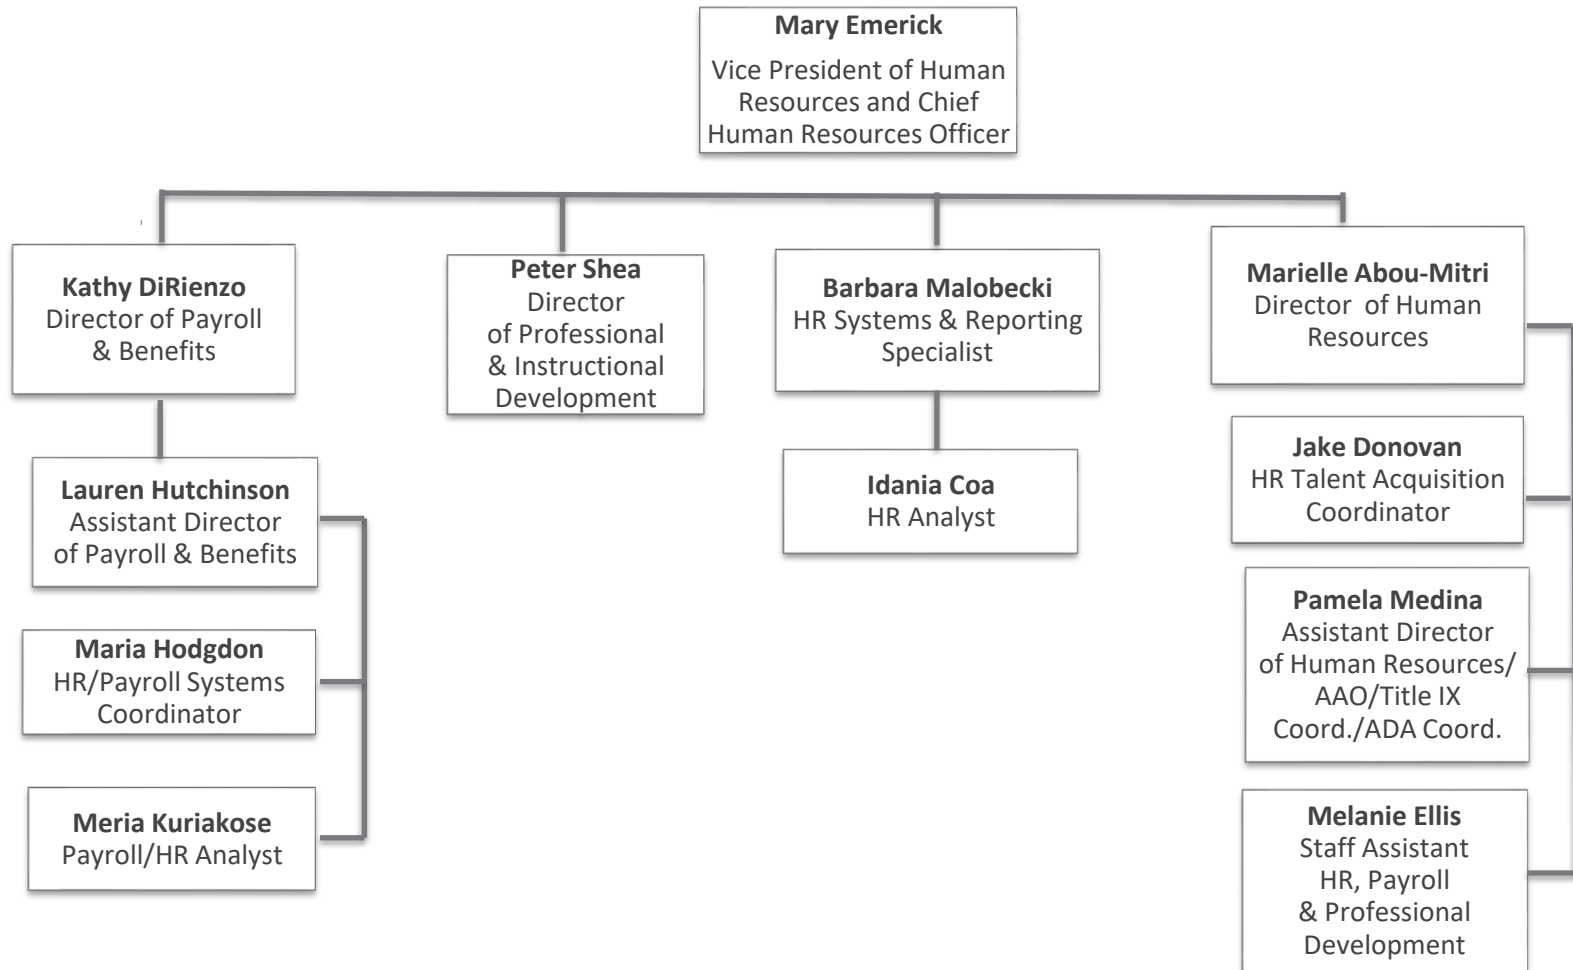 Mary Emerick
Vice President of Human
Resources and Chief
Human Resources Officer
Kathy DiRienzo
Director of Payroll
& Benefits
Peter Shea
Director
of Professional
& Instructional
Development
Barbara Malobecki
HR Systems & Reporting
Specialist
Marielle Abou-Mitri
Director  of Human
Resources
Lauren Hutchinson
Assistant Director
of Payroll & Benefits
Maria Hodgdon
HR/Payroll Systems
Coordinator
Meria Kuriakose
Payroll/HR Analyst
Idania Coa
HR Analyst
Jake Donovan
HR Talent Acquisition
Coordinator
Pamela Medina
Assistant Director
of Human Resources/
AAO/Title IX
Coord./ADA Coord.
Melanie Ellis
Staff Assistant
HR, Payroll
& Professional
Development